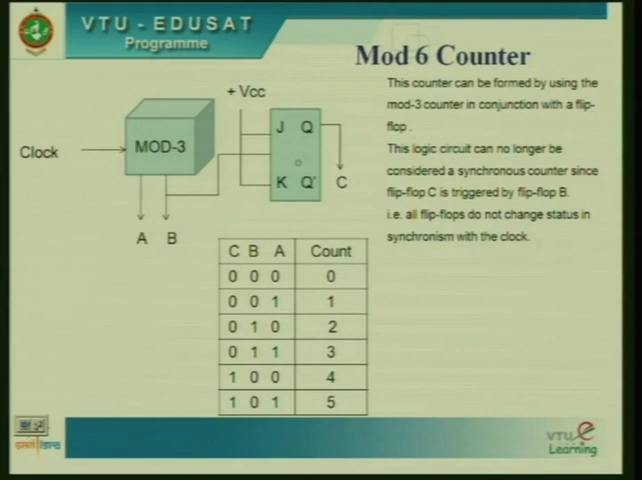 VTU - EDUSAT
Programme
Mod 6 Counter
This counter can be formed by using the
mod-3 counter in conjunction with a flip-
flop .
This logic circuit can no longer be
considered a synchronous counter since
flip-flop C is triggered by flip-flop B.
i.e. all flip-flops do not change status in
synchronism with the clock.
+ Vcc
Clock
MOD-3
J Q
K Q'
C
A B
C B A Count
0 0 0 0
0 0 1 1
0 1 0 2
0 1 1 3
1 0 0 4
1 0 1 5
VTU e
Learning